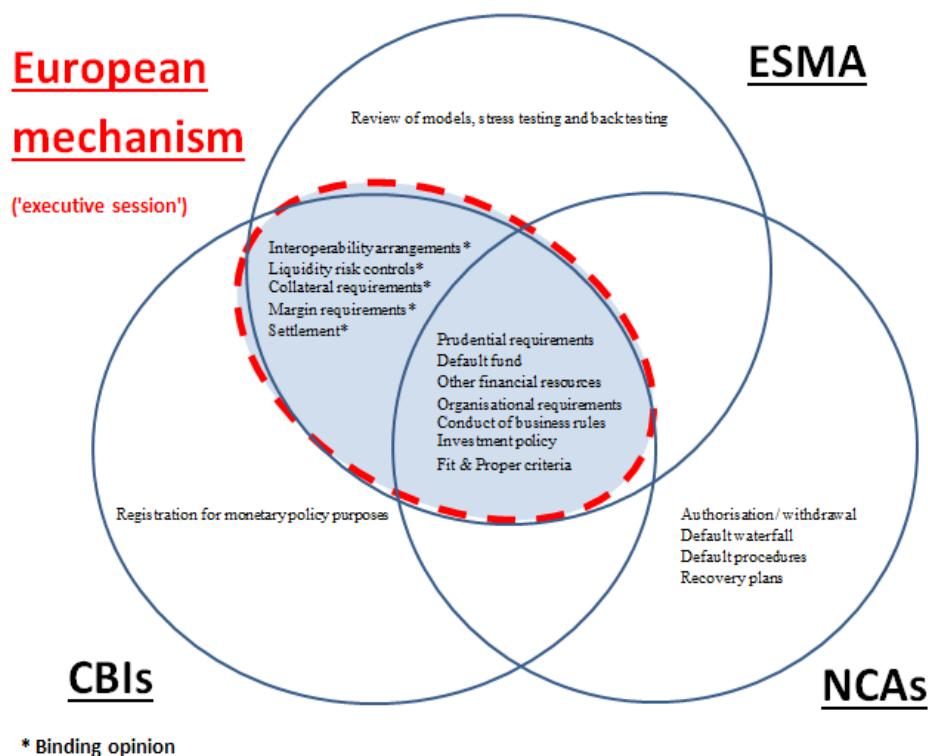 European
mechanism
('executive session')
ESMA
Review of models, stress testing and backtesting
Interoperability arrangements*
Liquidity risk controls*
Collateral requirements*
Margin requirements*
Settlement*
Prudential requirements
Default fund
Other financial resources
Organisational requirements
Conduct of business rules
Investment policy
Fit & Proper criteria
Registration for monetary policy purposes
Authorisation/withdrawal
Default waterfall
Default procedures
Recovery plans
CBIs
NCAs
* Binding opinion